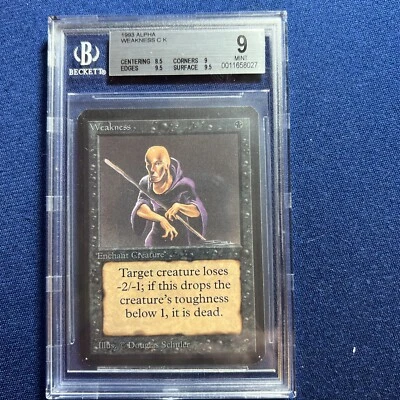 BECKETT
1993 ALPHA
WEAKNESS C K
CENTERING 8.5 CORNERS 9
EDGES 9.5 SURFACE 9.5
9
MINT
0011658027
Weakness
Enchant Creature
Target creature loses
-2/-1; if this drops the
creature's toughness
below 1, it is dead.
Illus. Douglas Schuler